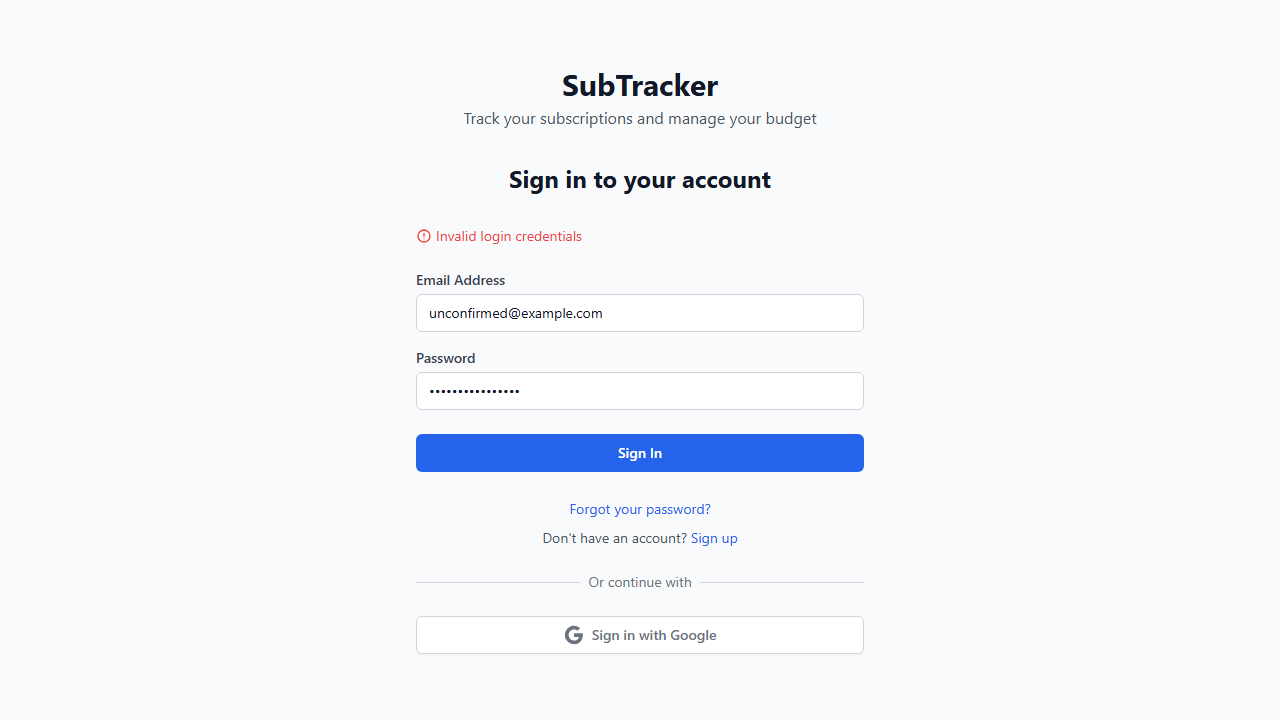 SubTracker
Track your subscriptions and manage your budget
Sign in to your account
Invalid login credentials
Email Address
unconfirmed@example.com
Password
••••••••••••••••
Sign In
Forgot your password?
Don't have an account? Sign up
Or continue with
Sign in with Google